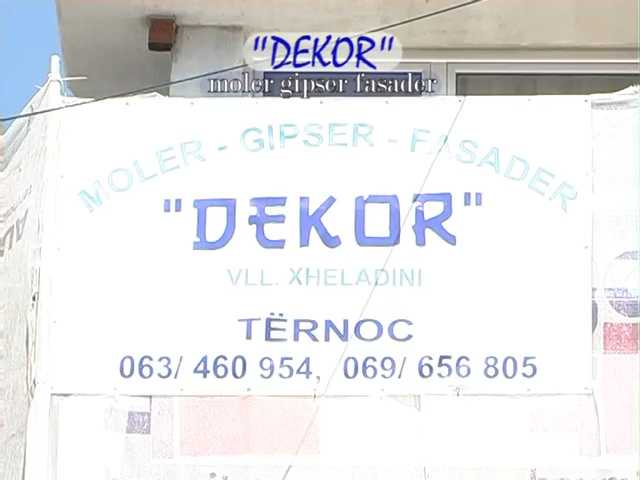 "DEKOR"
moler gipser fasader
MOLER - GIPSER - FASADER
"DEKOR"
VLL. XHELADINI
TËRNOC
063/ 460 954, 069/ 656 805